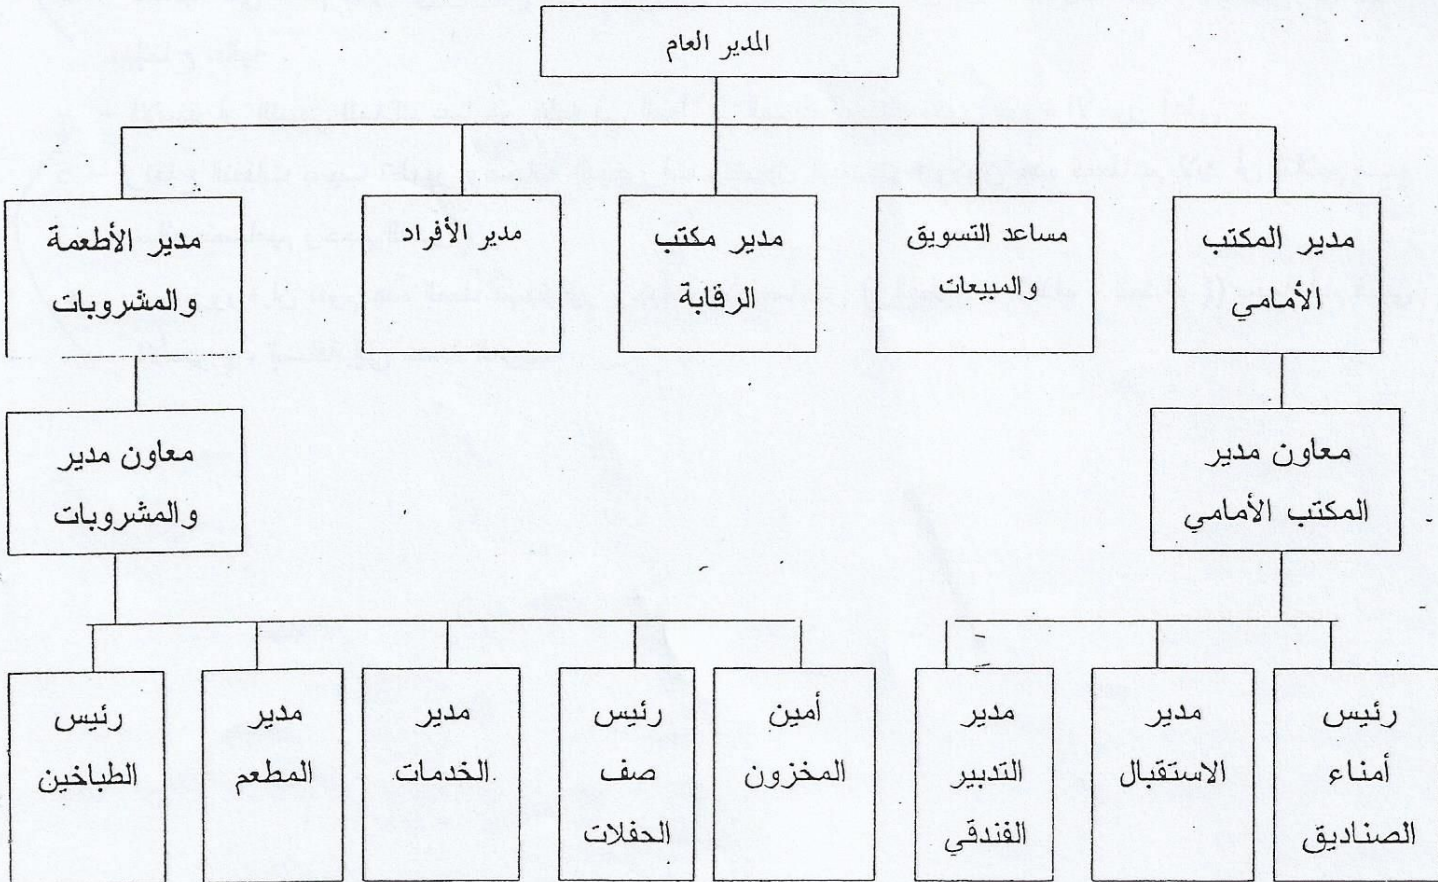 المدير العام
مدير المكتب
الأمامي
مساعد التسويق
والمبيعات
مدير مكتب
الرقابة
مدير الأفراد
مدير الأطعمة
والمشروبات
معاون مدير
المكتب الأمامي
معاون مدير
والمشروبات
رئيس
أمناء
الصناديق
مدير
الاستقبال
مدير
التدبير
الفندقي
أمين
المخزون
رئيس
صف
الحفلات
مدير
الخدمات
مدير
المطعم
رئيس
الطباخين